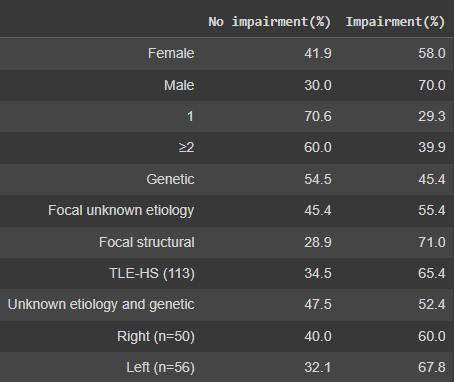 No impairment(%) Impairment(%)
Female 41.9 58.0
Male 30.0 70.0
1 70.6 29.3
≥2 60.0 39.9
Genetic 54.5 45.4
Focal unknown etiology 45.4 55.4
Focal structural 28.9 71.0
TLE-HS (113) 34.5 65.4
Unknown etiology and genetic 47.5 52.4
Right (n=50) 40.0 60.0
Left (n=56) 32.1 67.8